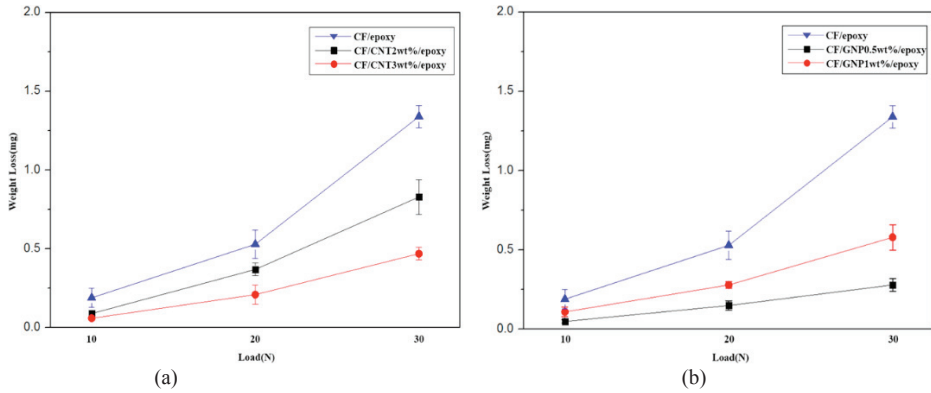 2.0
1.5
1.0
0.5
0.0
Weight Loss(mg)
CF/epoxy
CF/CNT2wt%/epoxy
CF/CNT3wt%/epoxy
10
20
30
Load(N)
(a)
2.0
1.5
1.0
0.5
0.0
Weight Loss(mg)
CF/epoxy
CF/GNP0.5wt%/epoxy
CF/GNP1wt%/epoxy
10
20
30
Load(N)
(b)